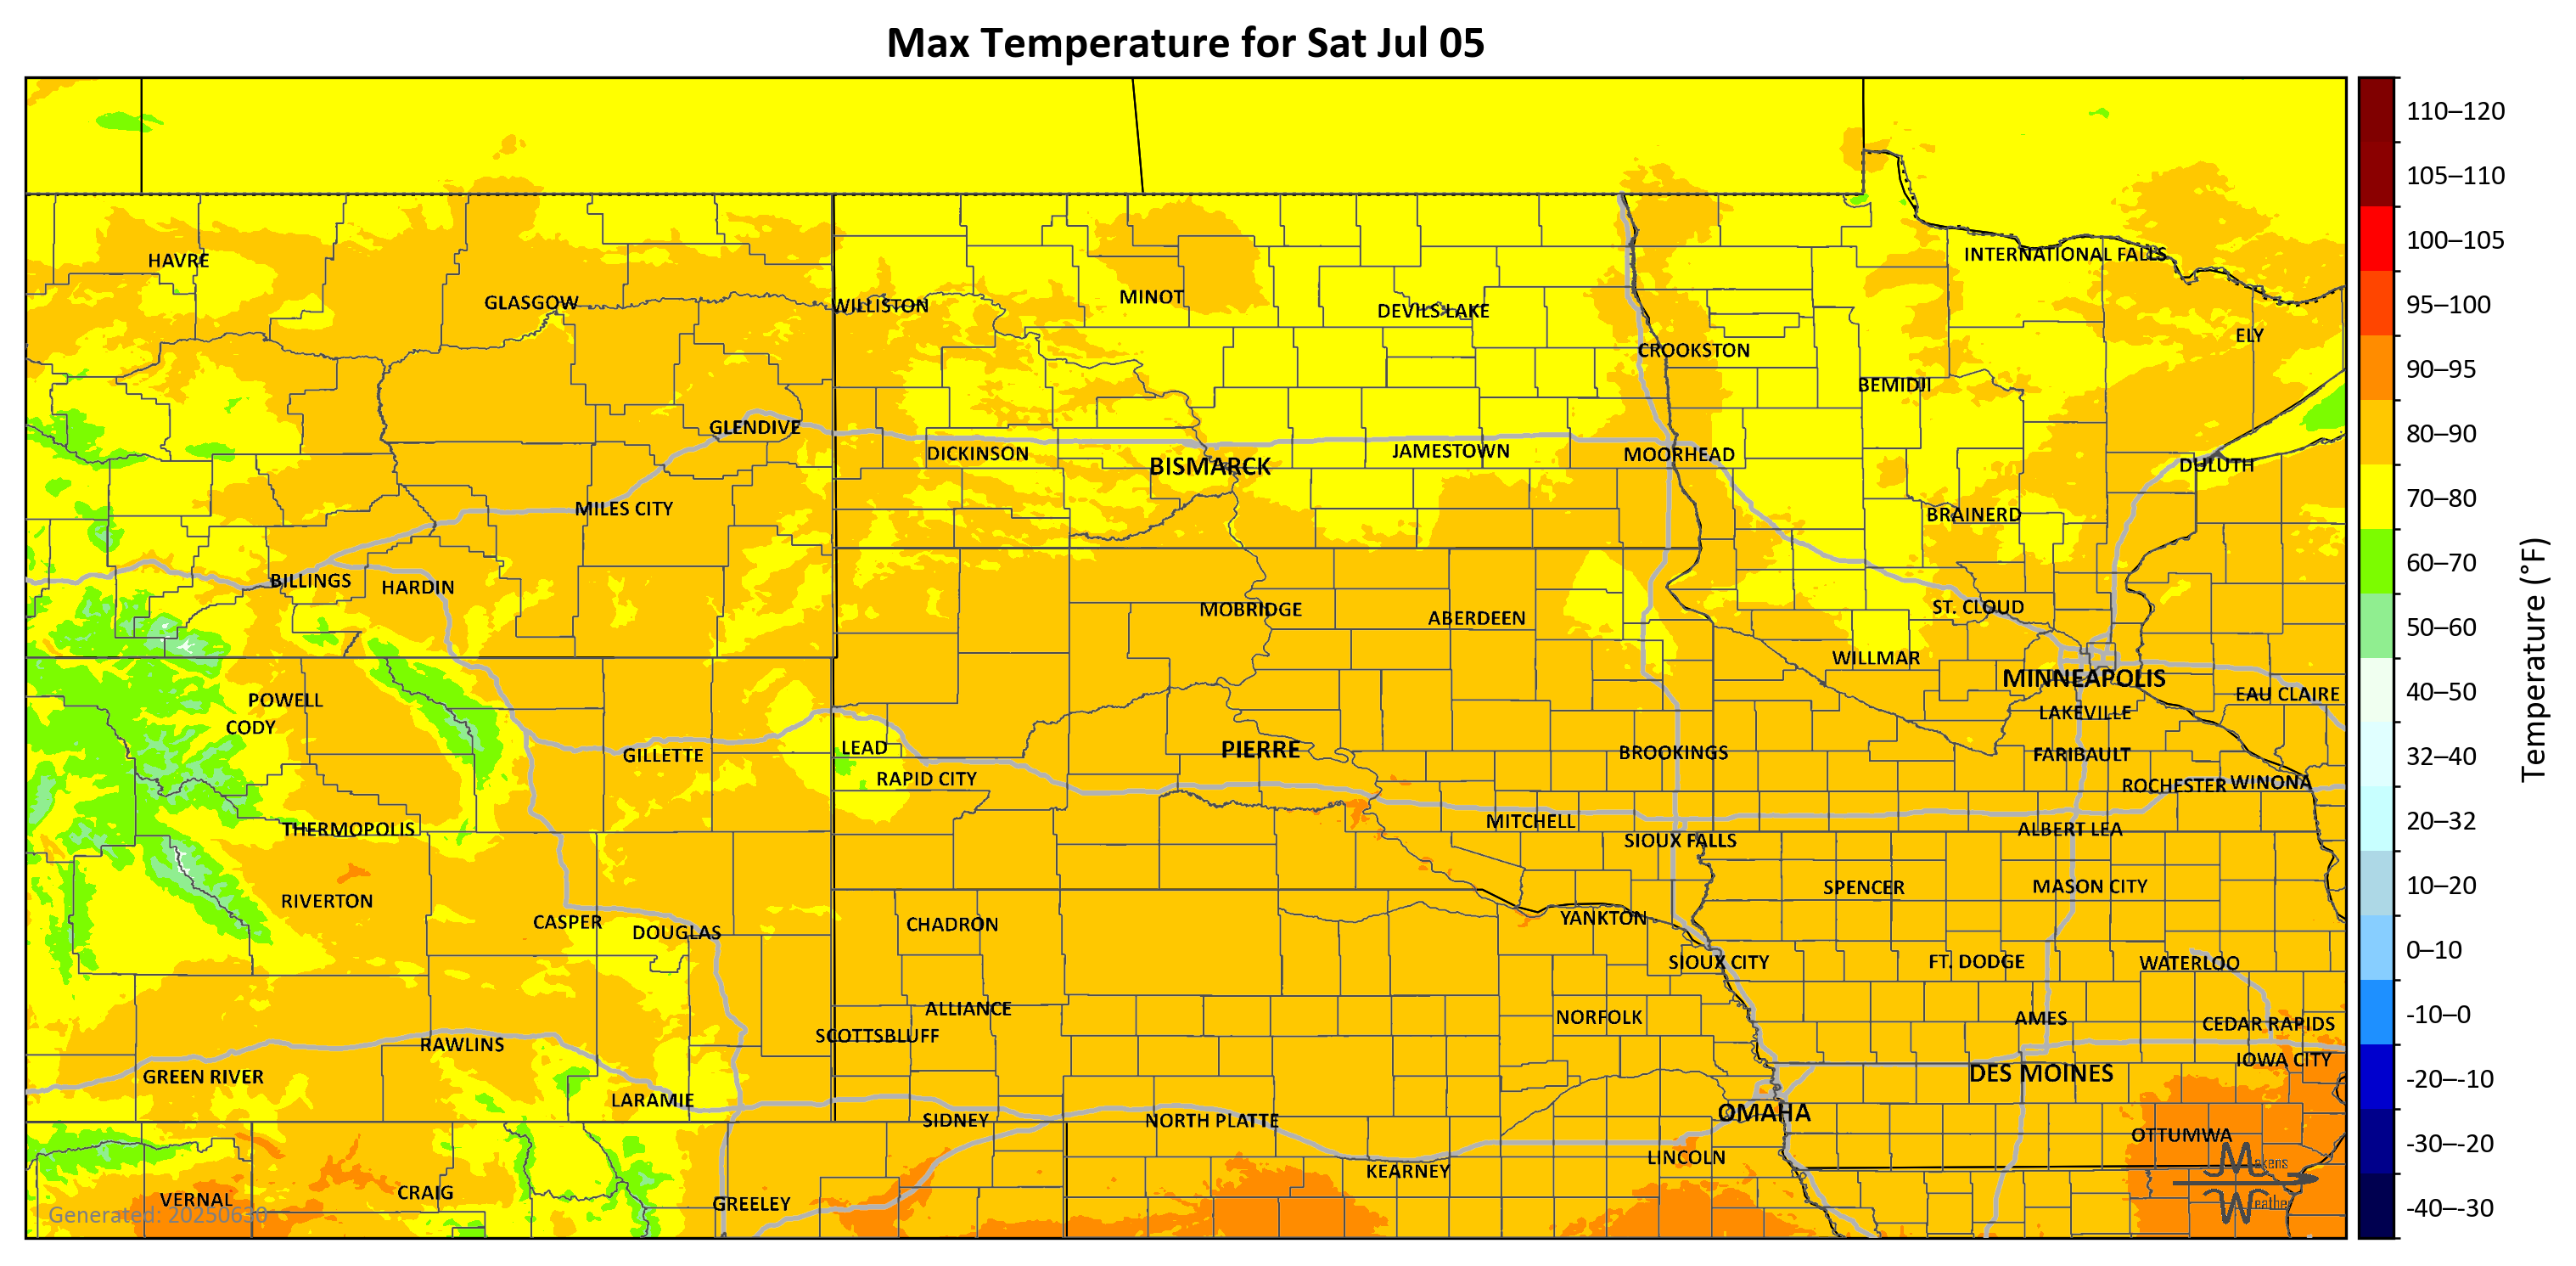 Max Temperature for Sat Jul 05
110–120
105–110
100–105
95–100
90–95
80–90
70–80
60–70
50–60
40–50
32–40
20–32
10–20
0–10
-10–0
-20–-10
-30–-20
-40–-30
Temperature (°F)
HAVRE
INTERNATIONAL FALLS
GLASGOW
WILLISTON
MINOT
DEVILS LAKE
ELY
CROOKSTON
BEMIDJI
GLENDIVE
DICKINSON
BISMARCK
JAMESTOWN
MOORHEAD
DULUTH
MILES CITY
BRAINERD
BILLINGS
HARDIN
MOBRIDGE
ABERDEEN
ST. CLOUD
WILLMAR
MINNEAPOLIS
POWELL
EAU CLAIRE
CODY
LAKEVILLE
GILLETTE
LEAD
PIERRE
BROOKINGS
FARIBAULT
RAPID CITY
ROCHESTER
WINONA
THERMOPOLIS
MITCHELL
ALBERT LEA
SIOUX FALLS
RIVERTON
SPENCER
MASON CITY
CASPER
DOUGLAS
CHADRON
YANKTON
SIOUX CITY
FT. DODGE
WATERLOO
ALLIANCE
NORFOLK
AMES
CEDAR RAPIDS
SCOTTSBLUFF
RAWLINS
IOWA CITY
GREEN RIVER
DES MOINES
LARAMIE
SIDNEY
NORTH PLATTE
OMAHA
OTTUMWA
LINCOLN
KEARNEY
VERNAL
CRAIG
GREELEY
Makens
Weather
Generated: 20250630